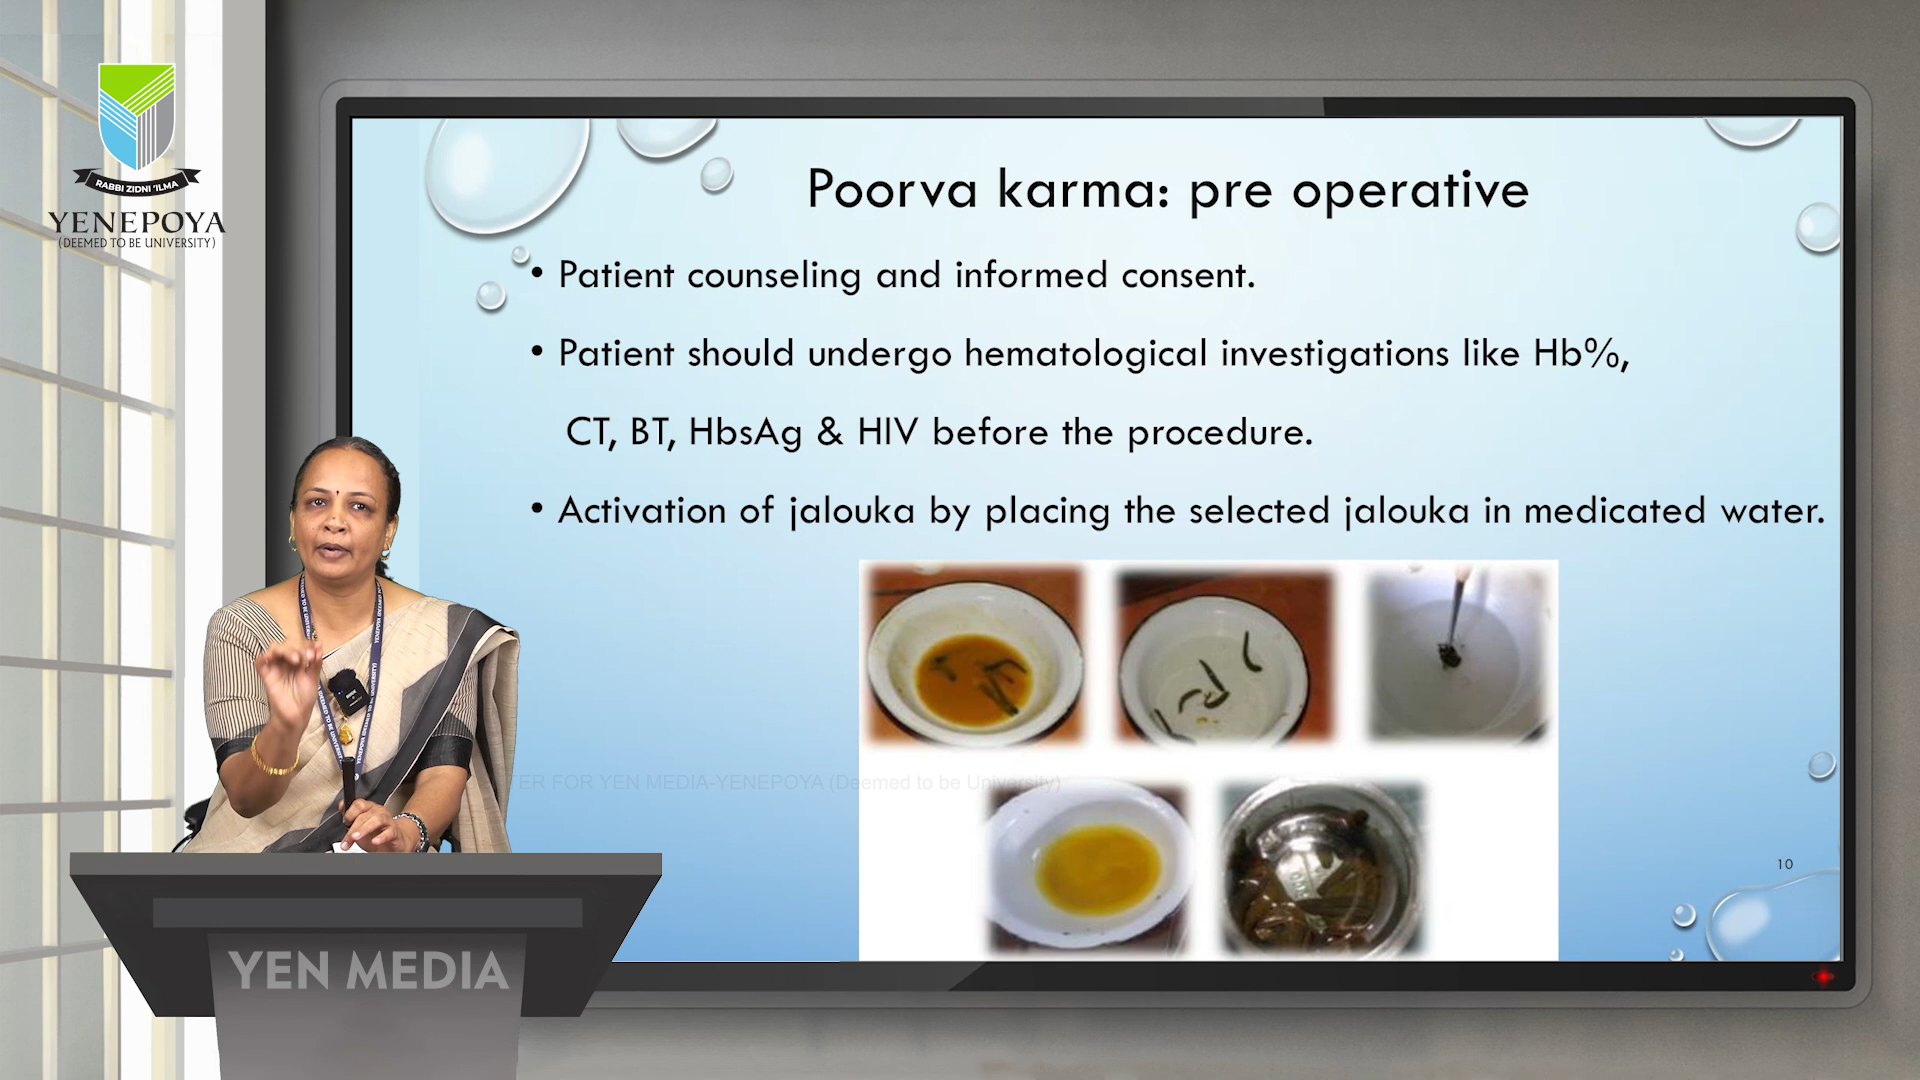 RABBI ZIDNI 'ILMA
YENEPOYA
(DEEMED TO BE UNIVERSITY)
Poorva karma: pre operative
• Patient counseling and informed consent.
• Patient should undergo hematological investigations like Hb%,
CT, BT, HbsAg & HIV before the procedure.
• Activation of jalouka by placing the selected jalouka in medicated water.
TER FOR YEN MEDIA-YENEPOYA (Deemed to be University)
10
YEN MEDIA